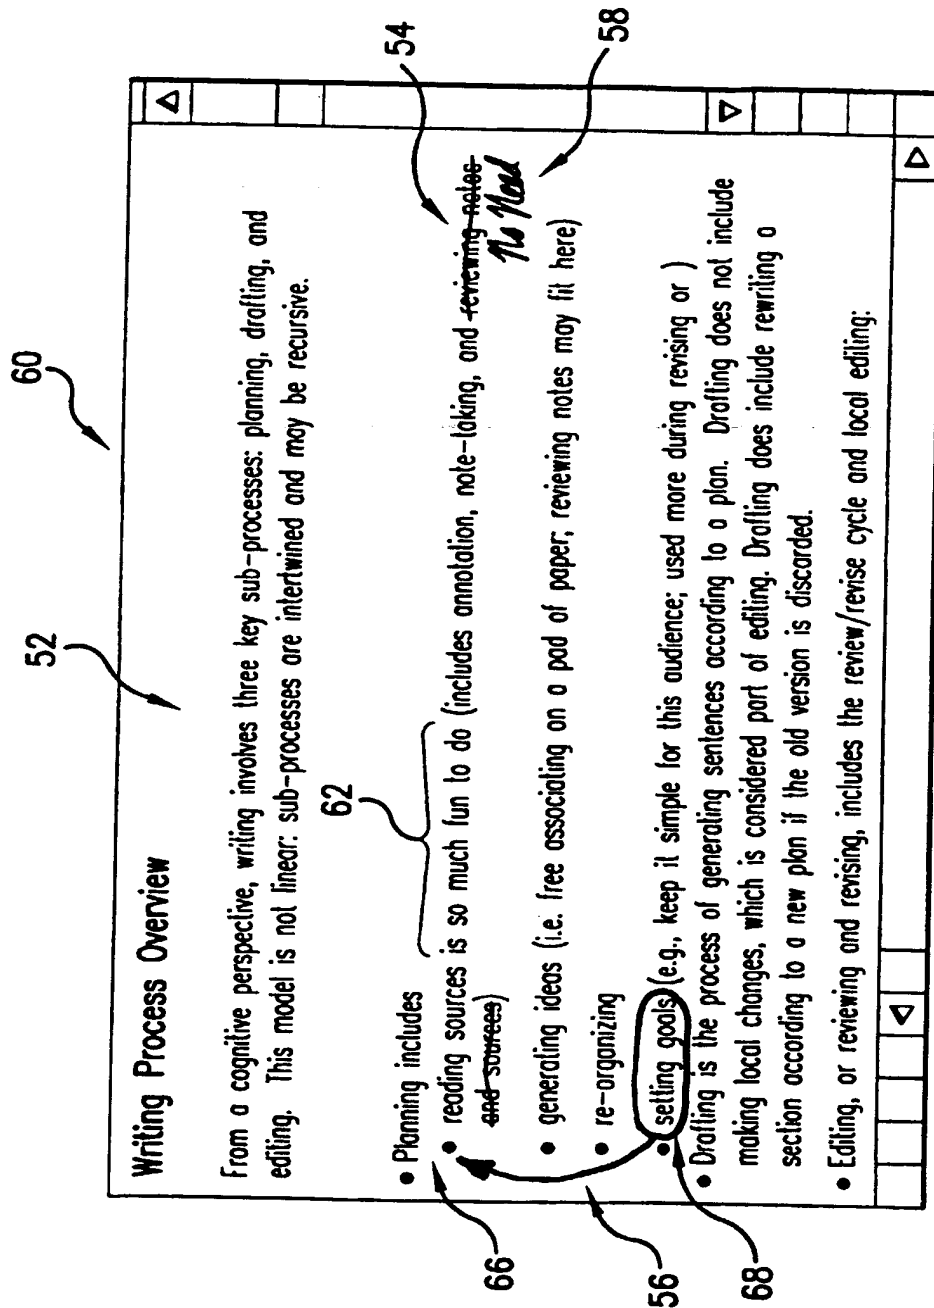 60
52
54
58
Writing Process Overview
From a cognitive perspective, writing involves three key sub-processes: planning, drafting, and
editing. This model is not linear: sub-processes are intertwined and may be recursive.
62
• Planning includes
• reading sources is so much fun to do (includes annotation, note-taking, and reviewing notes
and sources)
No Need
• generating ideas (i.e. free associating on a pad of paper; reviewing notes may fit here)
• re-organizing
• setting goals (e.g., keep it simple for this audience; used more during revising or )
• Drafting is the process of generating sentences according to a plan. Drafting does not include
making local changes, which is considered part of editing. Drafting does include rewriting a
section according to a new plan if the old version is discarded.
• Editing, or reviewing and revising, includes the review/revise cycle and local editing:
66
56
68